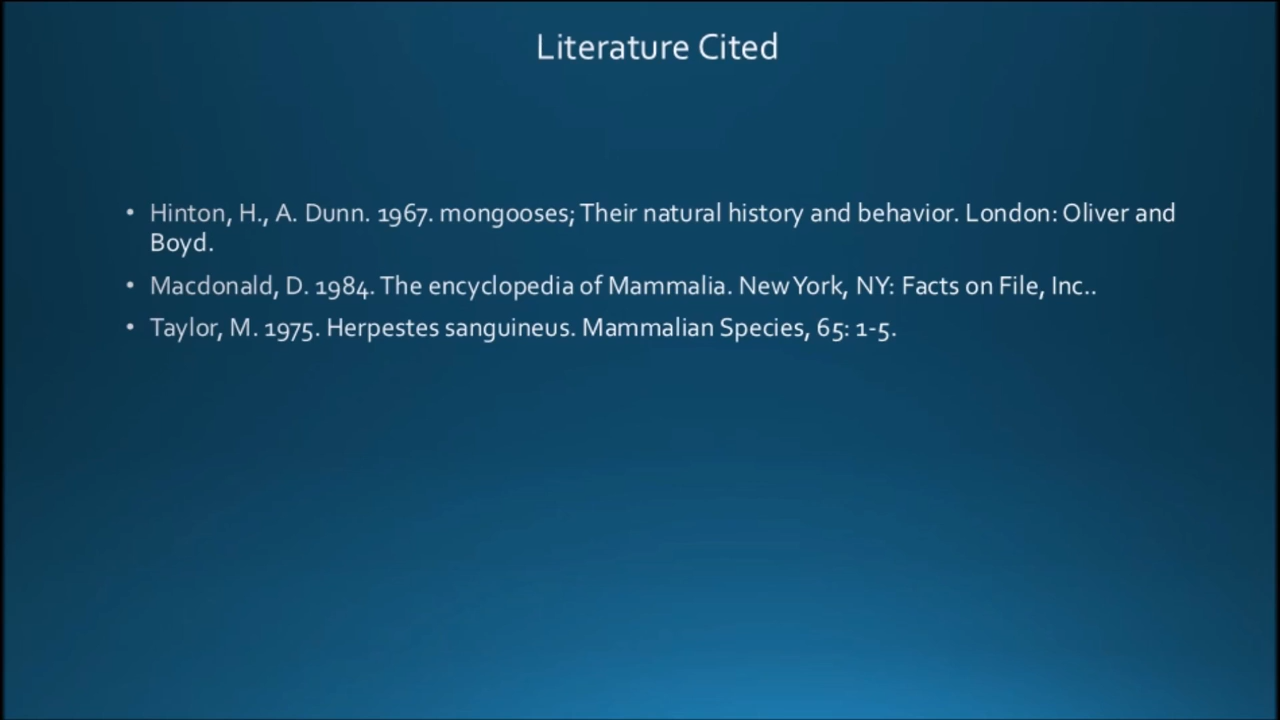 Literature Cited
• Hinton, H., A. Dunn. 1967. mongooses; Their natural history and behavior. London: Oliver and
Boyd.
• Macdonald, D. 1984. The encyclopedia of Mammalia. New York, NY: Facts on File, Inc..
• Taylor, M. 1975. Herpestes sanguineus. Mammalian Species, 65: 1-5.